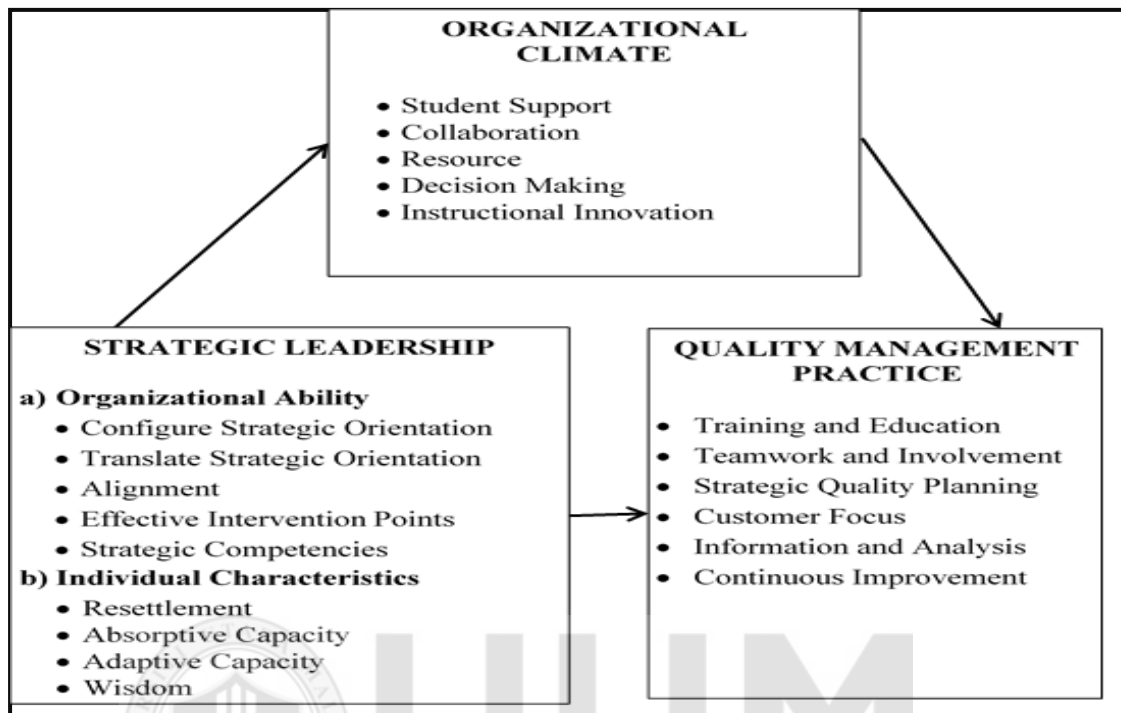 ORGANIZATIONAL
CLIMATE
• Student Support
• Collaboration
• Resource
• Decision Making
• Instructional Innovation
STRATEGIC LEADERSHIP
a) Organizational Ability
• Configure Strategic Orientation
• Translate Strategic Orientation
• Alignment
• Effective Intervention Points
• Strategic Competencies
b) Individual Characteristics
• Resettlement
• Absorptive Capacity
• Adaptive Capacity
• Wisdom
QUALITY MANAGEMENT
PRACTICE
• Training and Education
• Teamwork and Involvement
• Strategic Quality Planning
• Customer Focus
• Information and Analysis
• Continuous Improvement